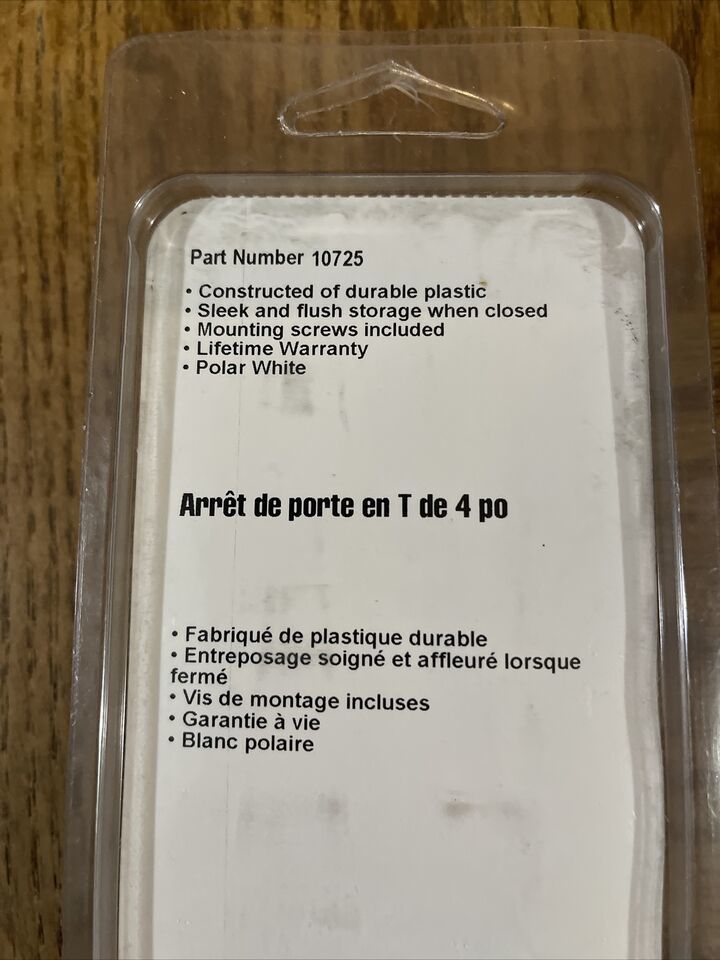 Part Number 10725
• Constructed of durable plastic
• Sleek and flush storage when closed
• Mounting screws included
• Lifetime Warranty
• Polar White
Arrêt de porte en T de 4 po
• Fabriqué de plastique durable
• Entreposage soigné et affleuré lorsque
fermé
• Vis de montage incluses
• Garantie à vie
• Blanc polaire